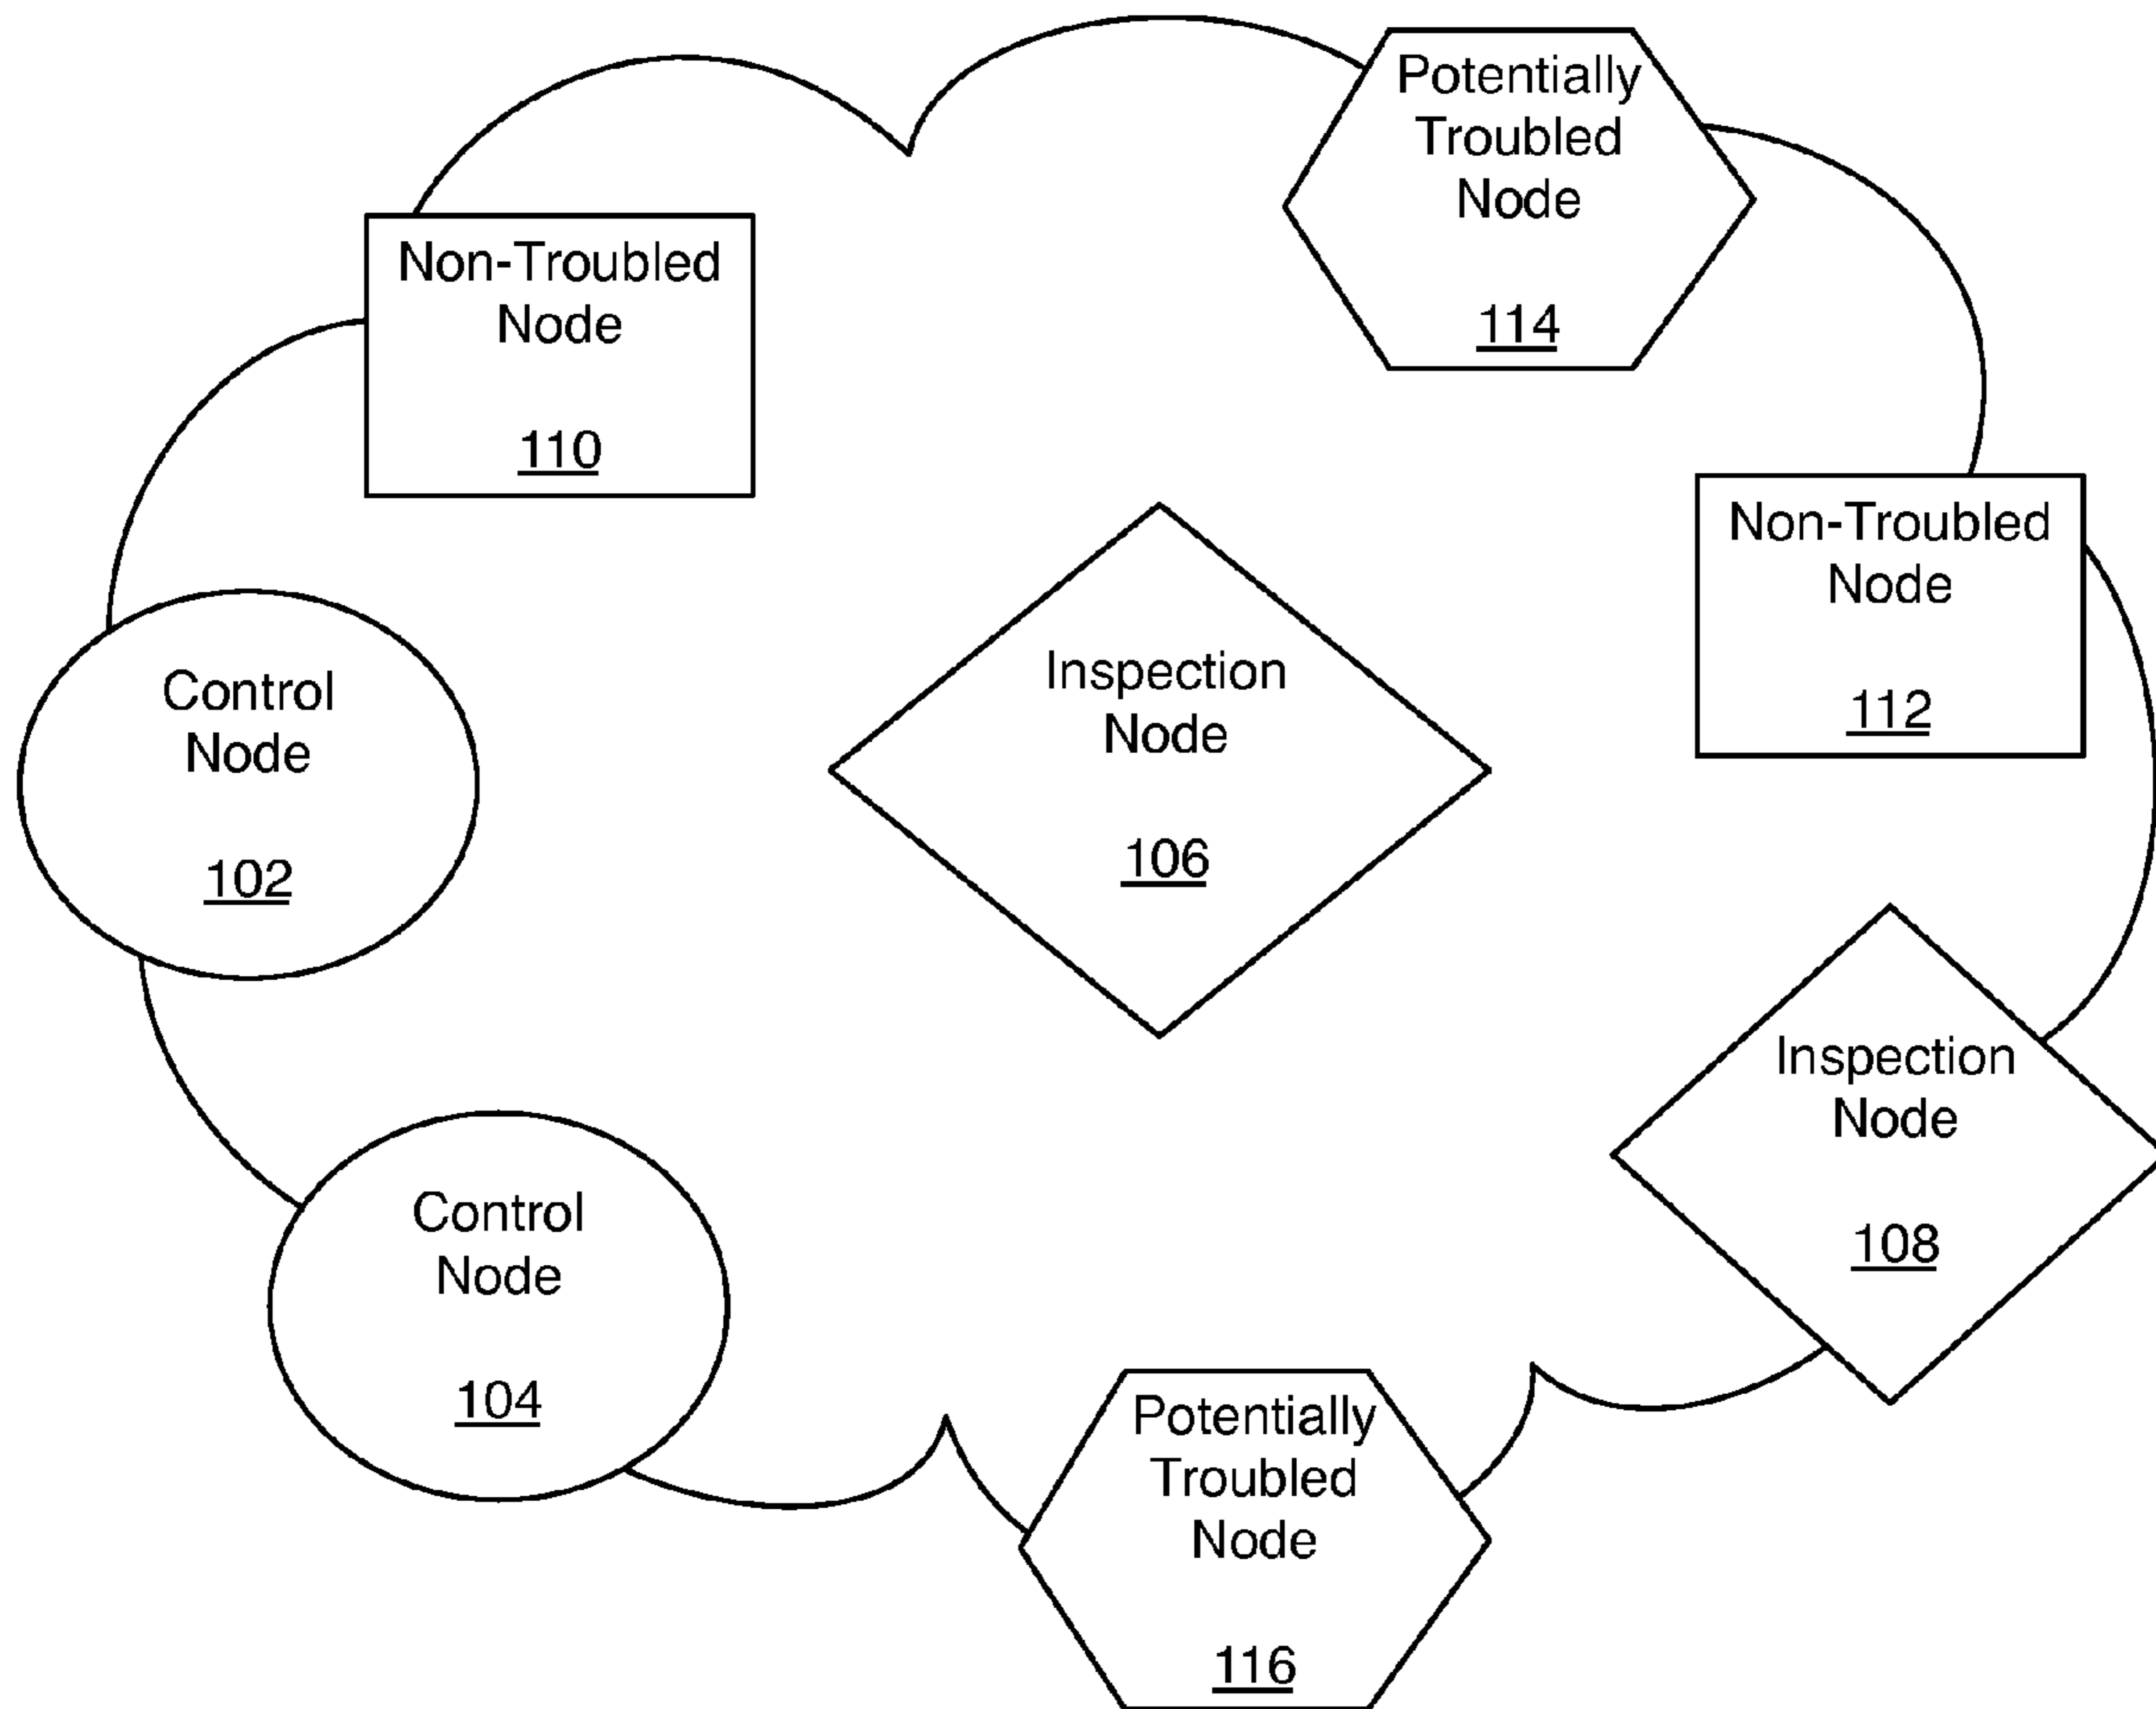 Potentially
Troubled
Node
114
Non-Troubled
Node
110
Non-Troubled
Node
112
Inspection
Node
106
Control
Node
102
Inspection
Node
108
Control
Node
104
Potentially
Troubled
Node
116